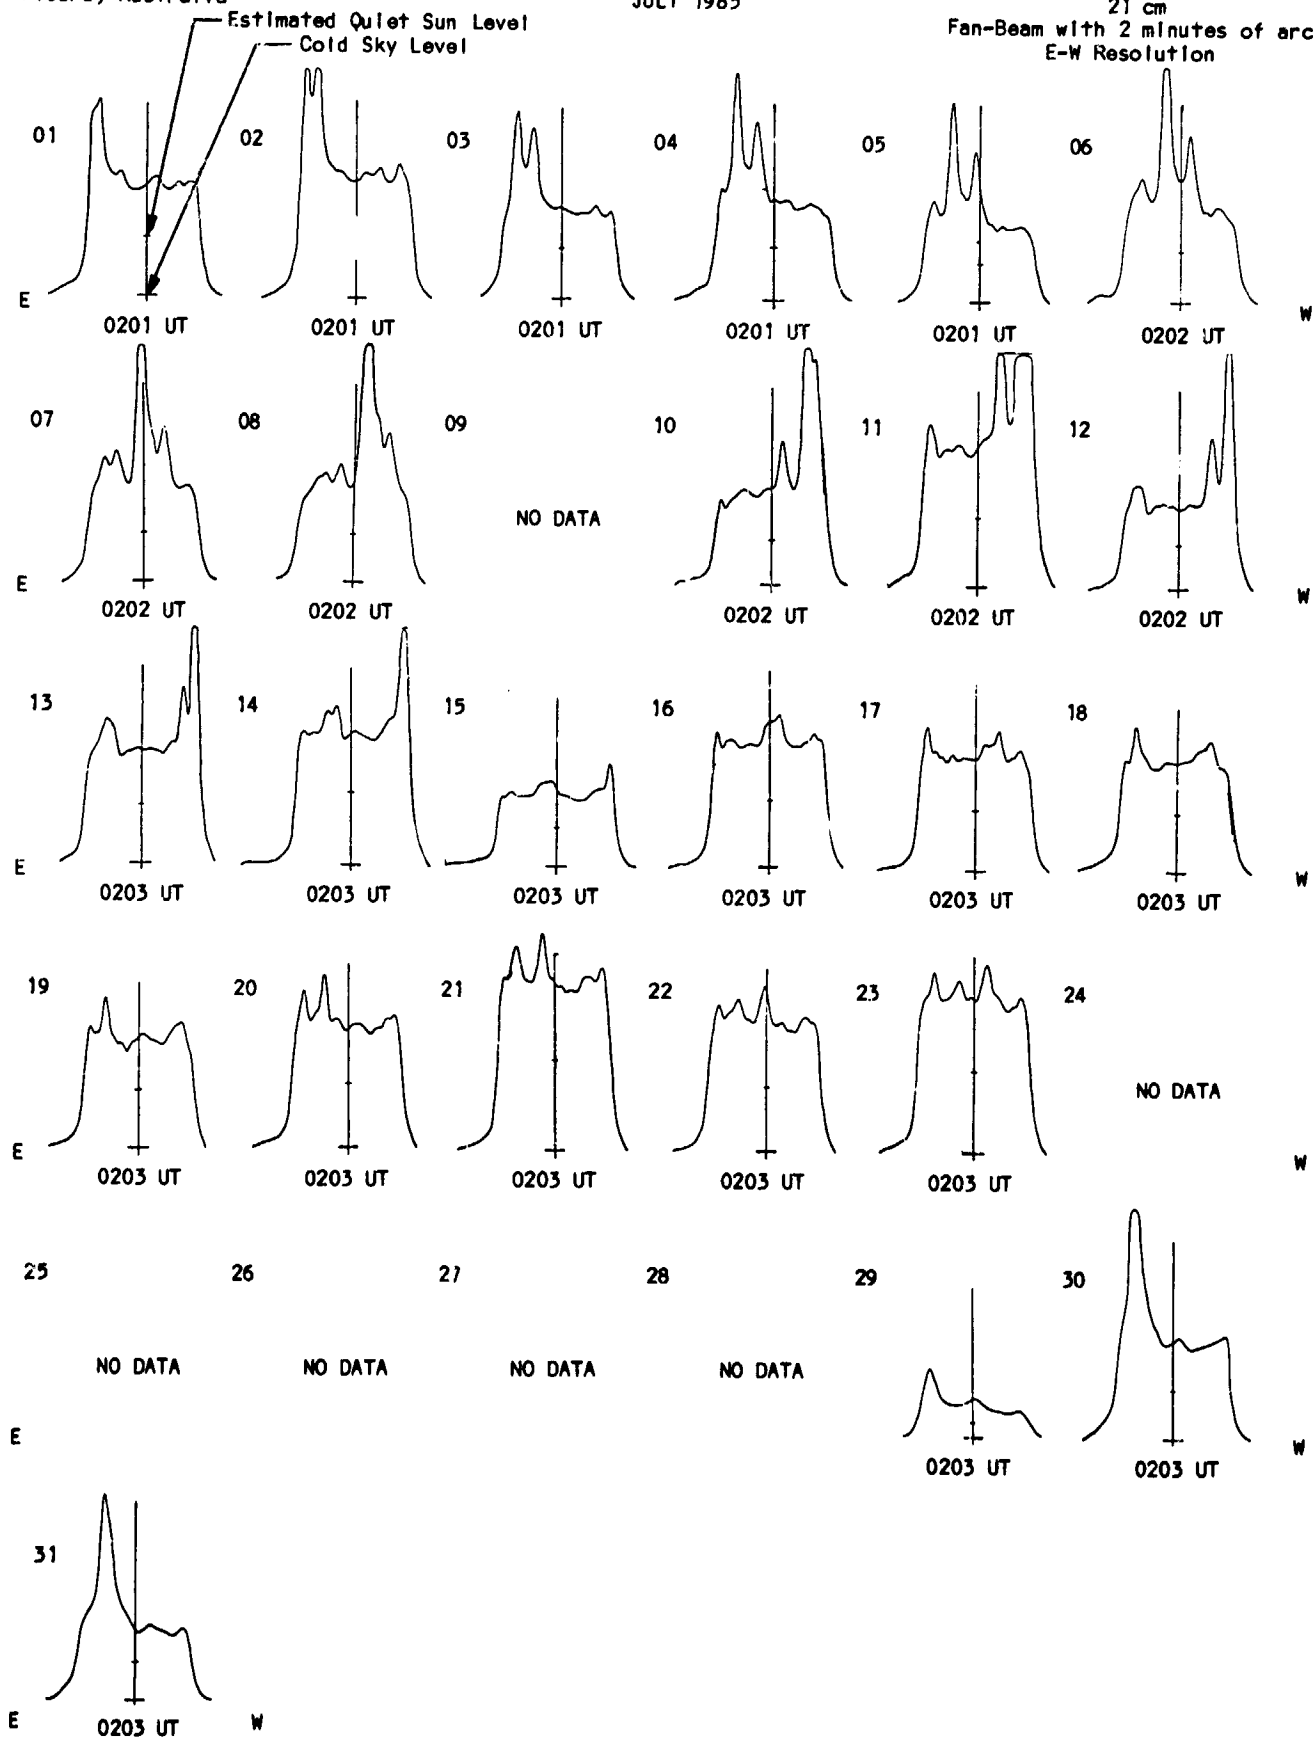 Australia
JULY 1985
21 cm
Estimated Quiet Sun Level
Fan-Beam with 2 minutes of arc
Cold Sky Level
E-W Resolution
01 02 03 04 05 06
E W
0201 UT 0201 UT 0201 UT 0201 UT 0201 UT 0202 UT
07 08 09 10 11 12
NO DATA
E W
0202 UT 0202 UT 0202 UT 0202 UT 0202 UT
13 14 15 16 17 18
E W
0203 UT 0203 UT 0203 UT 0203 UT 0203 UT 0203 UT
19 20 21 22 23 24
NO DATA
E W
0203 UT 0203 UT 0203 UT 0203 UT 0203 UT
25 26 27 28 29 30
NO DATA NO DATA NO DATA NO DATA
E W
0203 UT 0203 UT
31
E 0203 UT W